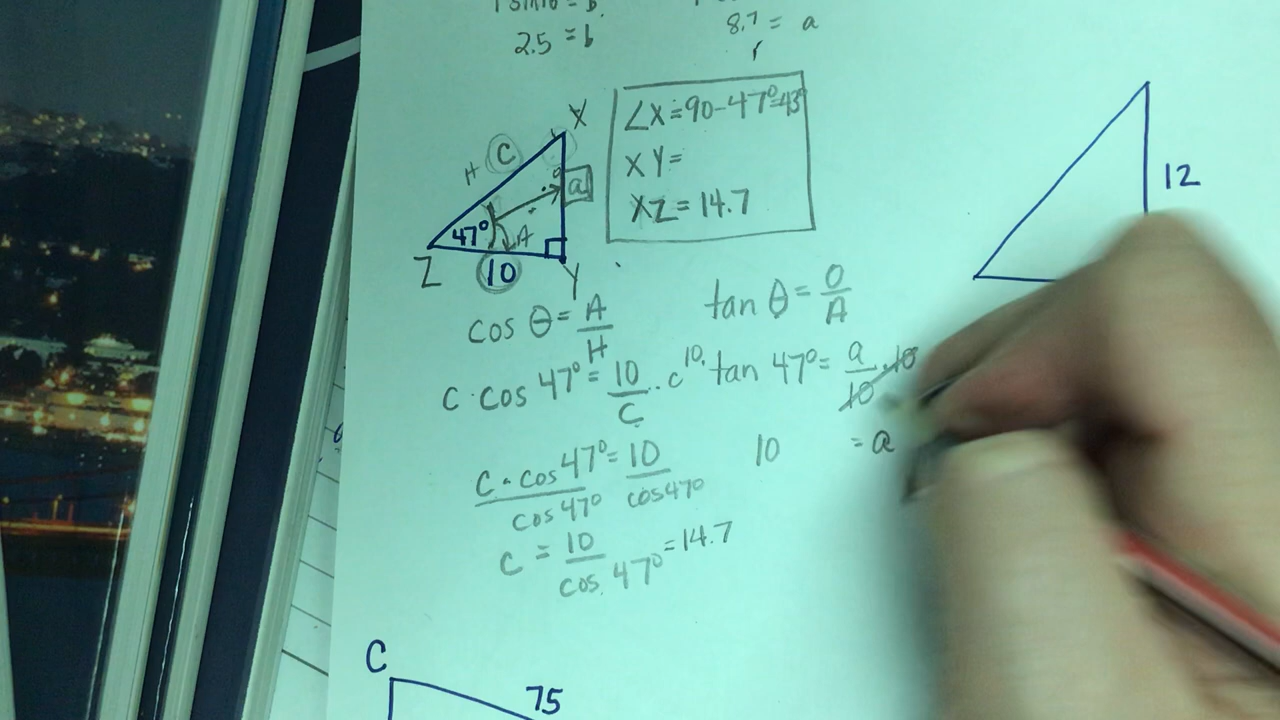 2.5 = b
8.7 = a
X
H C
a
47° A
Z 10 Y
∠X = 90 - 47° = 43°
XY =
XZ = 14.7
12
cos θ = A/H
tan θ = O/A
C · cos 47° = 10/C · C
10 · tan 47° = a/10 · 10
C · cos 47°/cos 47° = 10/cos 47°
10 = a
C = 10/cos 47° = 14.7
C
75